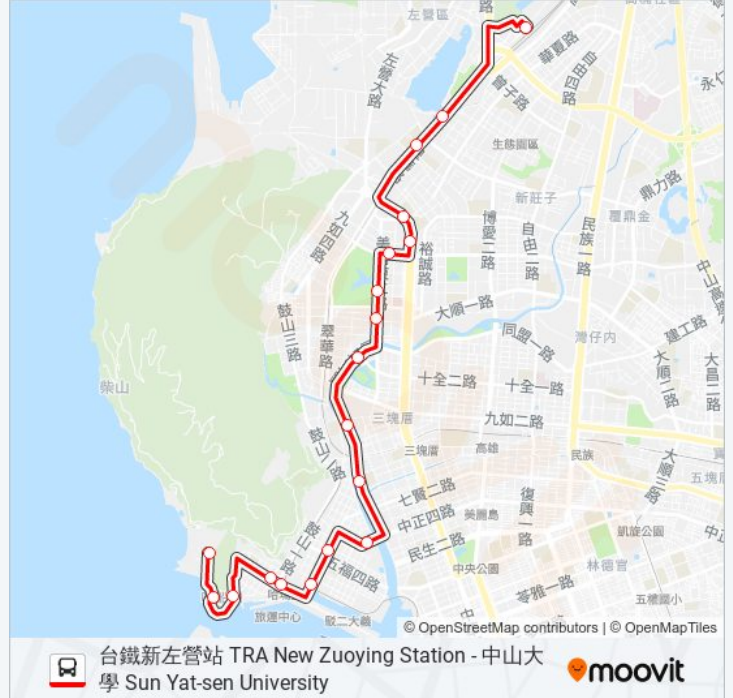 左營區
左營大路
華夏路
自由四路
曾子路
永仁
生態園區
鼎力路
新莊子
覆鼎金
九如四路
博愛二路
自由二路
民族一路
裕誠路
美
中山高速
大順一路
鼓山三路
翠華路
同盟一路
灣仔內
建工路
柴山
十全二路
十全一路
大順二路
大昌二路
三塊厝
九如二路
鼓山二路
三塊厝
高雄
民族
大順三路
五塊厝
七賢二路
中正四路
美麗島
復興一路
凱旋公園
民生二路
鼓山一路
五福四路
中央公園
林德官
苓雅一路
五權國小
旅運中心
駁二大義
© OpenStreetMap contributors | © OpenMapTiles
台鐵新左營站 TRA New Zuoying Station - 中山大
學 Sun Yat-sen University
moovit